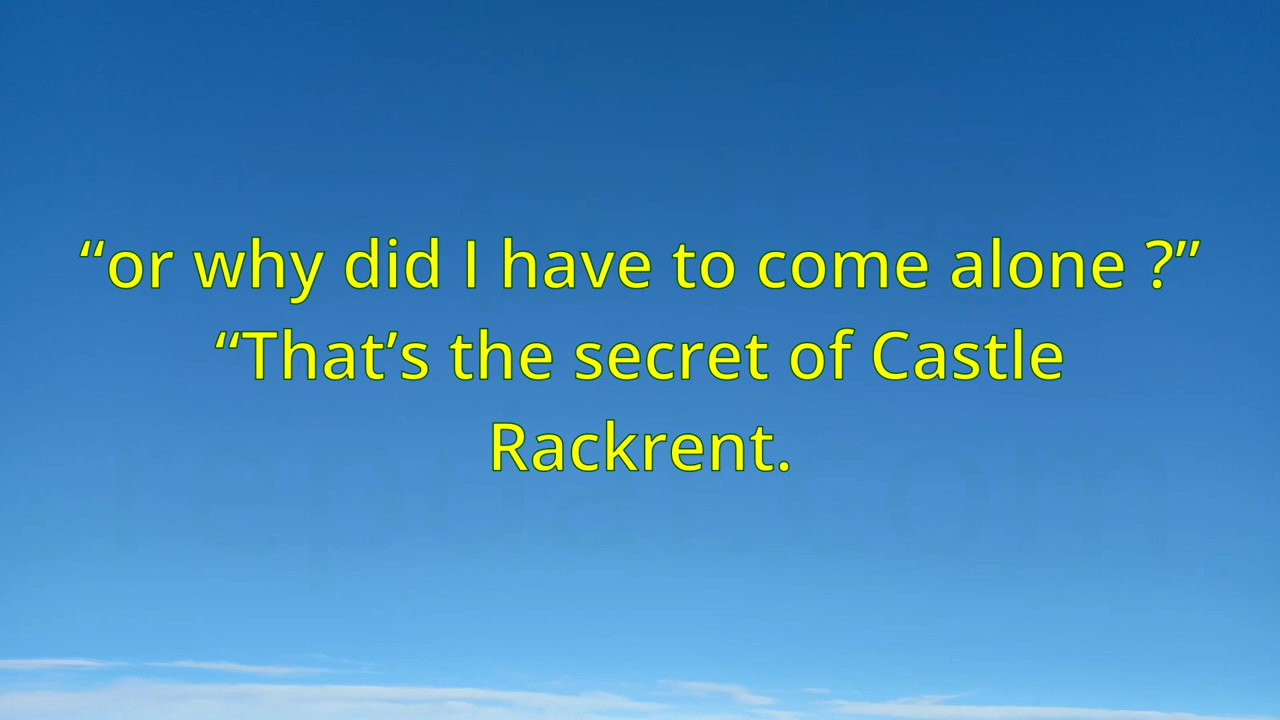 “or why did I have to come alone ?”
“That’s the secret of Castle
Rackrent.